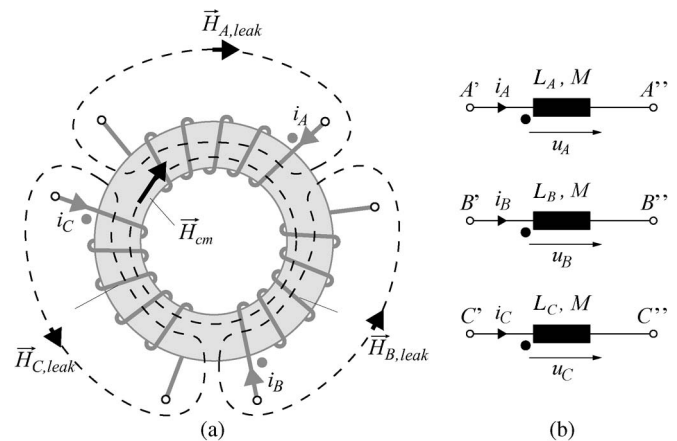 H⃗A,leak
iA
iC
H⃗cm
H⃗C,leak
H⃗B,leak
iB
(a)
LA, M
A' iA A''
uA
LB, M
B' iB B''
uB
LC, M
C' iC C''
uC
(b)